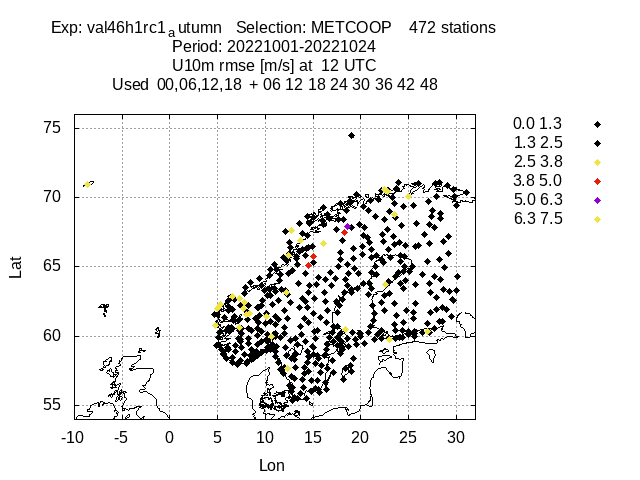 Exp: val46h1rc1autumn Selection: METCOOP 472 stations
Period: 20221001-20221024
U10m rmse [m/s] at 12 UTC
Used 00,06,12,18 + 06 12 18 24 30 36 42 48
0.0 1.3
1.3 2.5
2.5 3.8
3.8 5.0
5.0 6.3
6.3 7.5
75
70
65
60
55
Lat
-10 -5 0 5 10 15 20 25 30
Lon